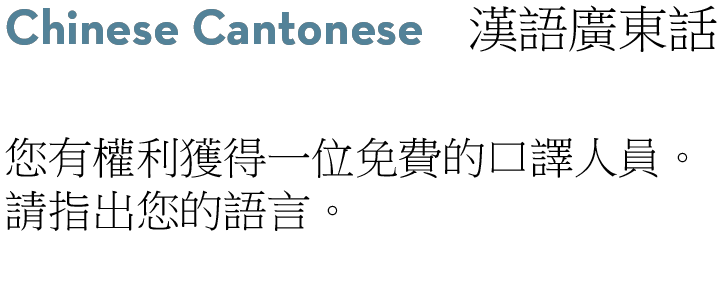 Chinese Cantonese 漢語廣東話
您有權利獲得一位免費的口譯人員。
請指出您的語言。